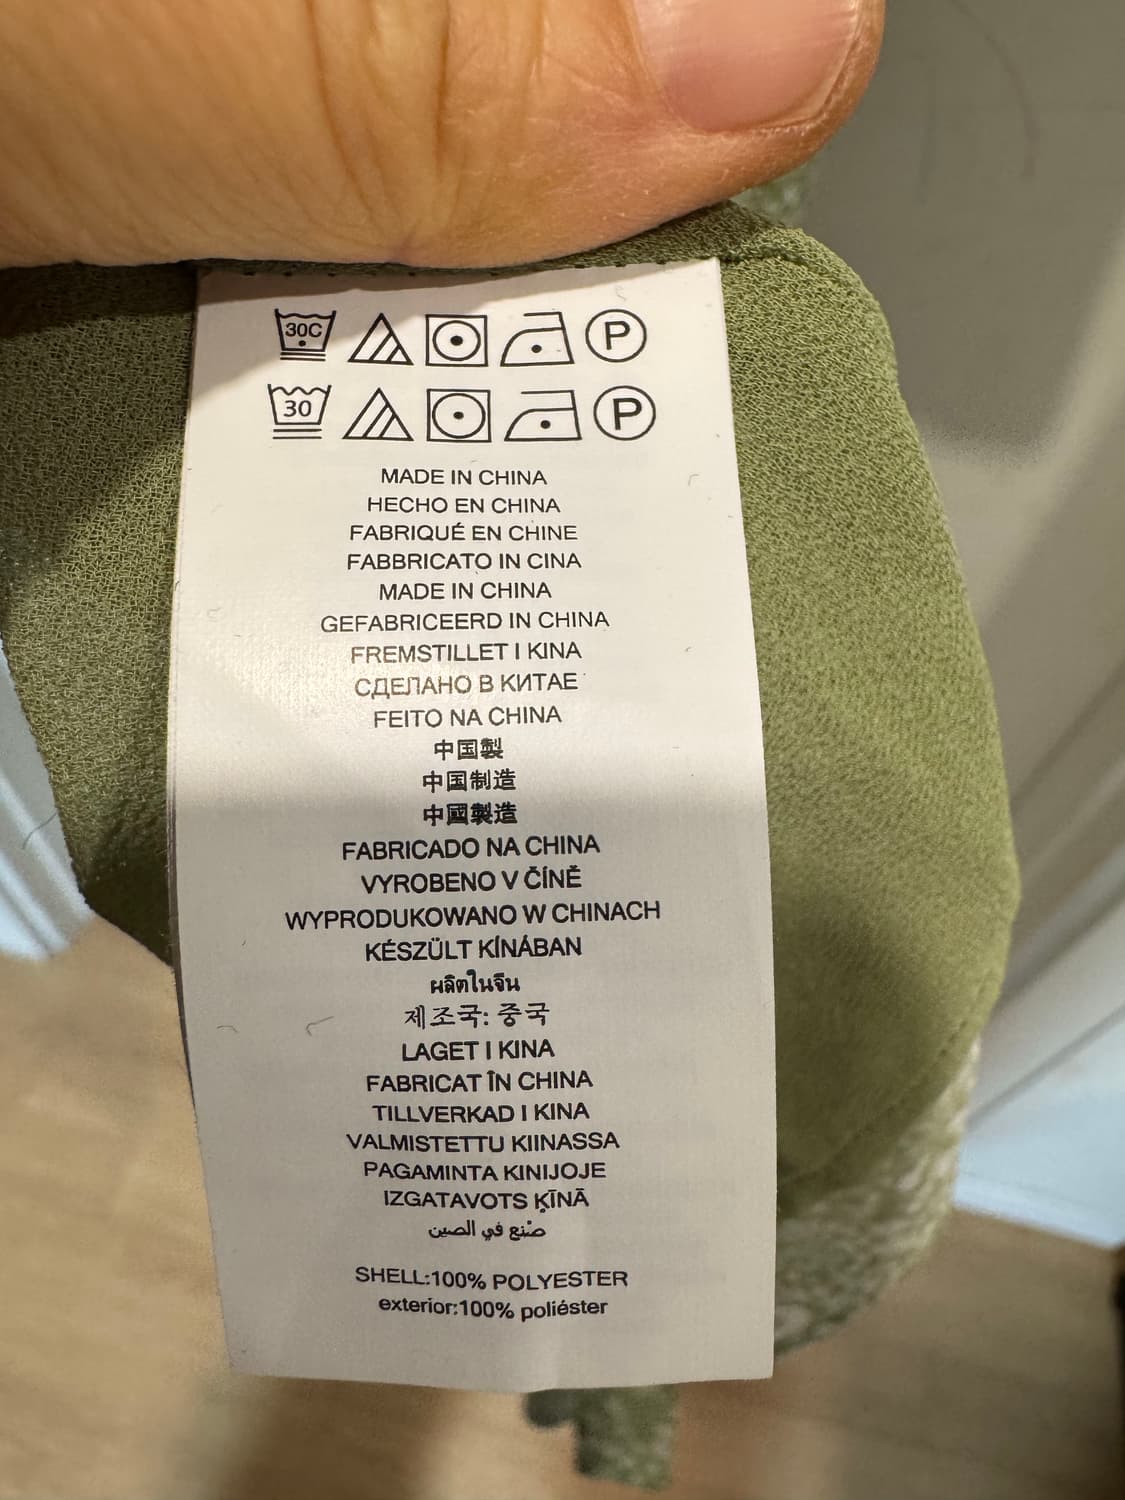 30C P
30 P
MADE IN CHINA
HECHO EN CHINA
FABRIQUÉ EN CHINE
FABBRICATO IN CINA
MADE IN CHINA
GEFABRICEERD IN CHINA
FREMSTILLET I KINA
СДЕЛАНО В КИТАЕ
FEITO NA CHINA
中国製
中国制造
中國製造
FABRICADO NA CHINA
VYROBENO V ČÍNĚ
WYPRODUKOWANO W CHINACH
KÉSZÜLT KÍNÁBAN
ผลิตในจีน
제조국: 중국
LAGET I KINA
FABRICAT ÎN CHINA
TILLVERKAD I KINA
VALMISTETTU KIINASSA
PAGAMINTA KINIJOJE
IZGATAVOTS ĶĪNĀ
صنع في الصين
SHELL:100% POLYESTER
exterior:100% poliéster